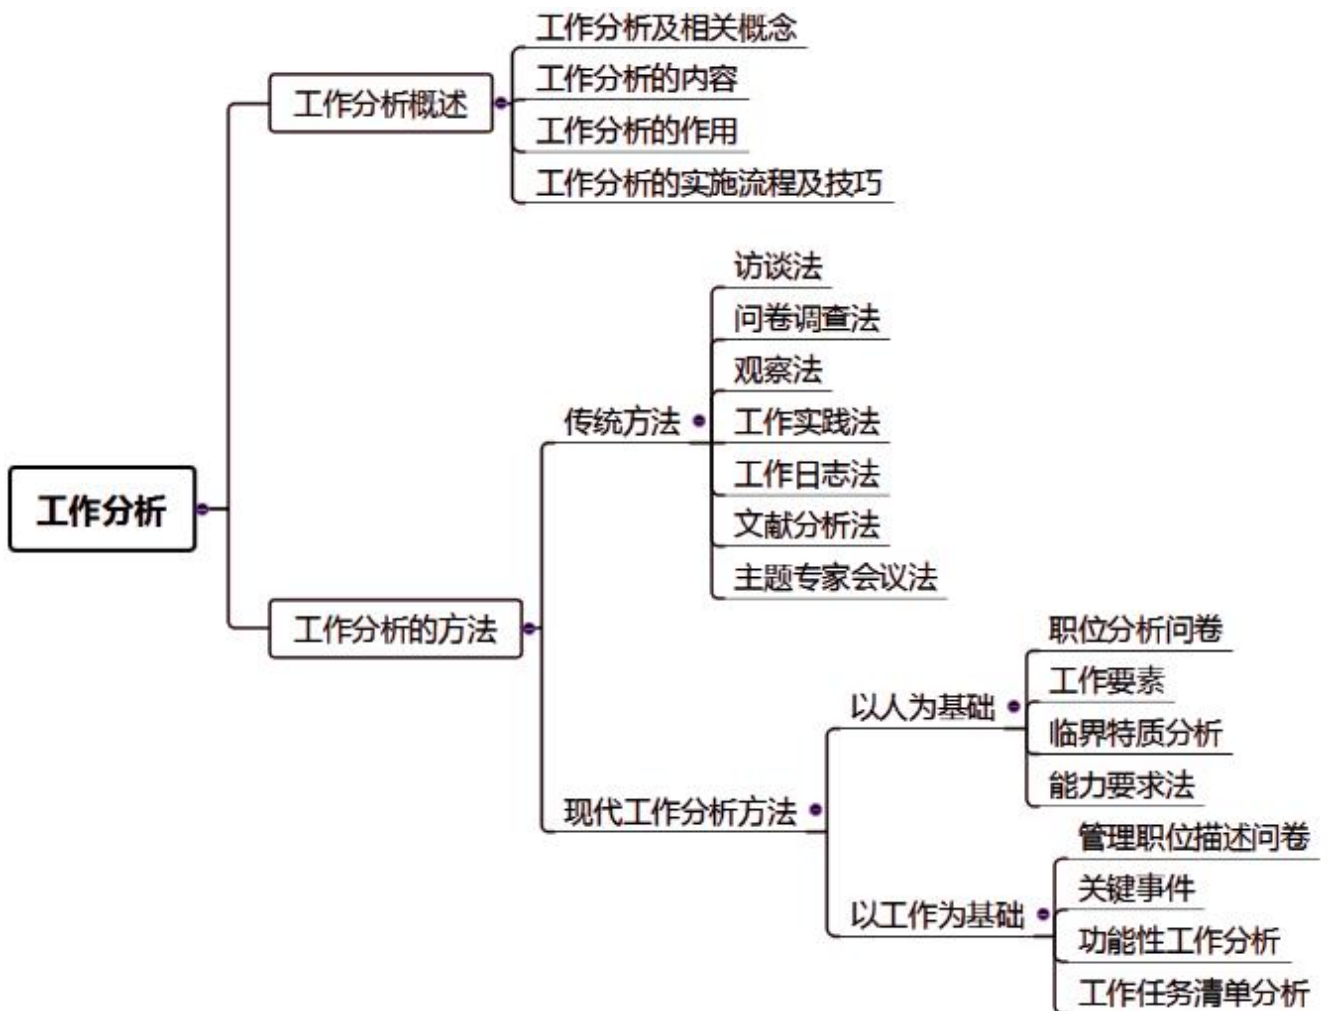 工作分析
工作分析概述
工作分析及相关概念
工作分析的内容
工作分析的作用
工作分析的实施流程及技巧
工作分析的方法
传统方法
访谈法
问卷调查法
观察法
工作实践法
工作日志法
文献分析法
主题专家会议法
现代工作分析方法
以人为基础
职位分析问卷
工作要素
临界特质分析
能力要求法
以工作为基础
管理职位描述问卷
关键事件
功能性工作分析
工作任务清单分析